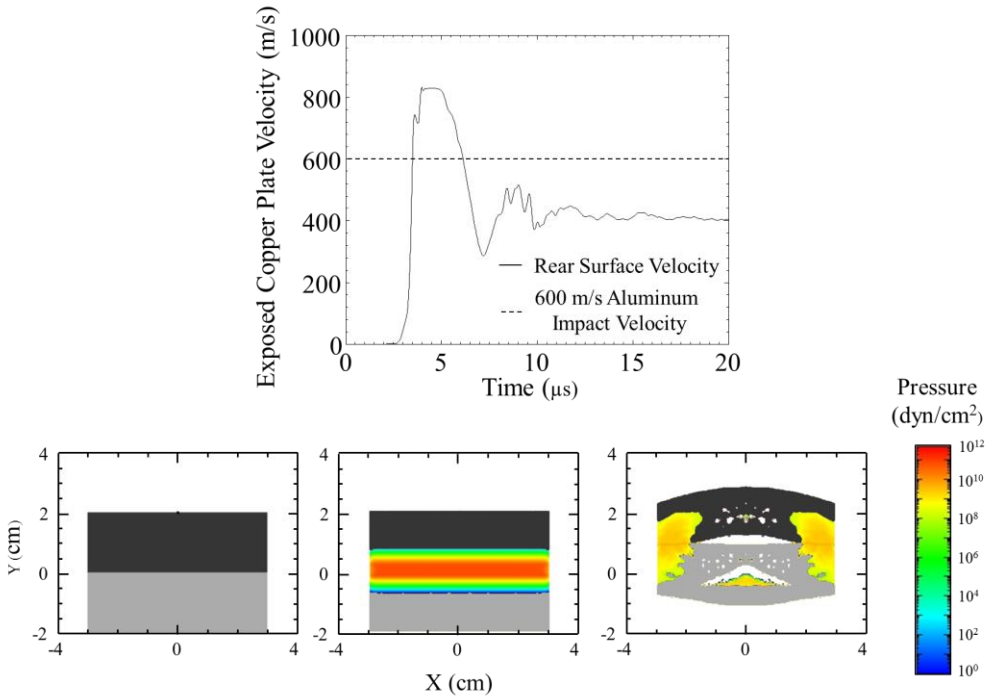 Exposed Copper Plate Velocity (m/s)
1000
800
600
400
200
0
Rear Surface Velocity
600 m/s Aluminum
Impact Velocity
0 5 10 15 20
Time (µs)
Pressure
(dyn/cm²)
10¹²
10¹⁰
10⁸
10⁶
10⁴
10²
10⁰
Y (cm)
4 4 4
2 2 2
0 0 0
-2 -2 -2
-4 0 4 -4 0 4 -4 0 4
X (cm)